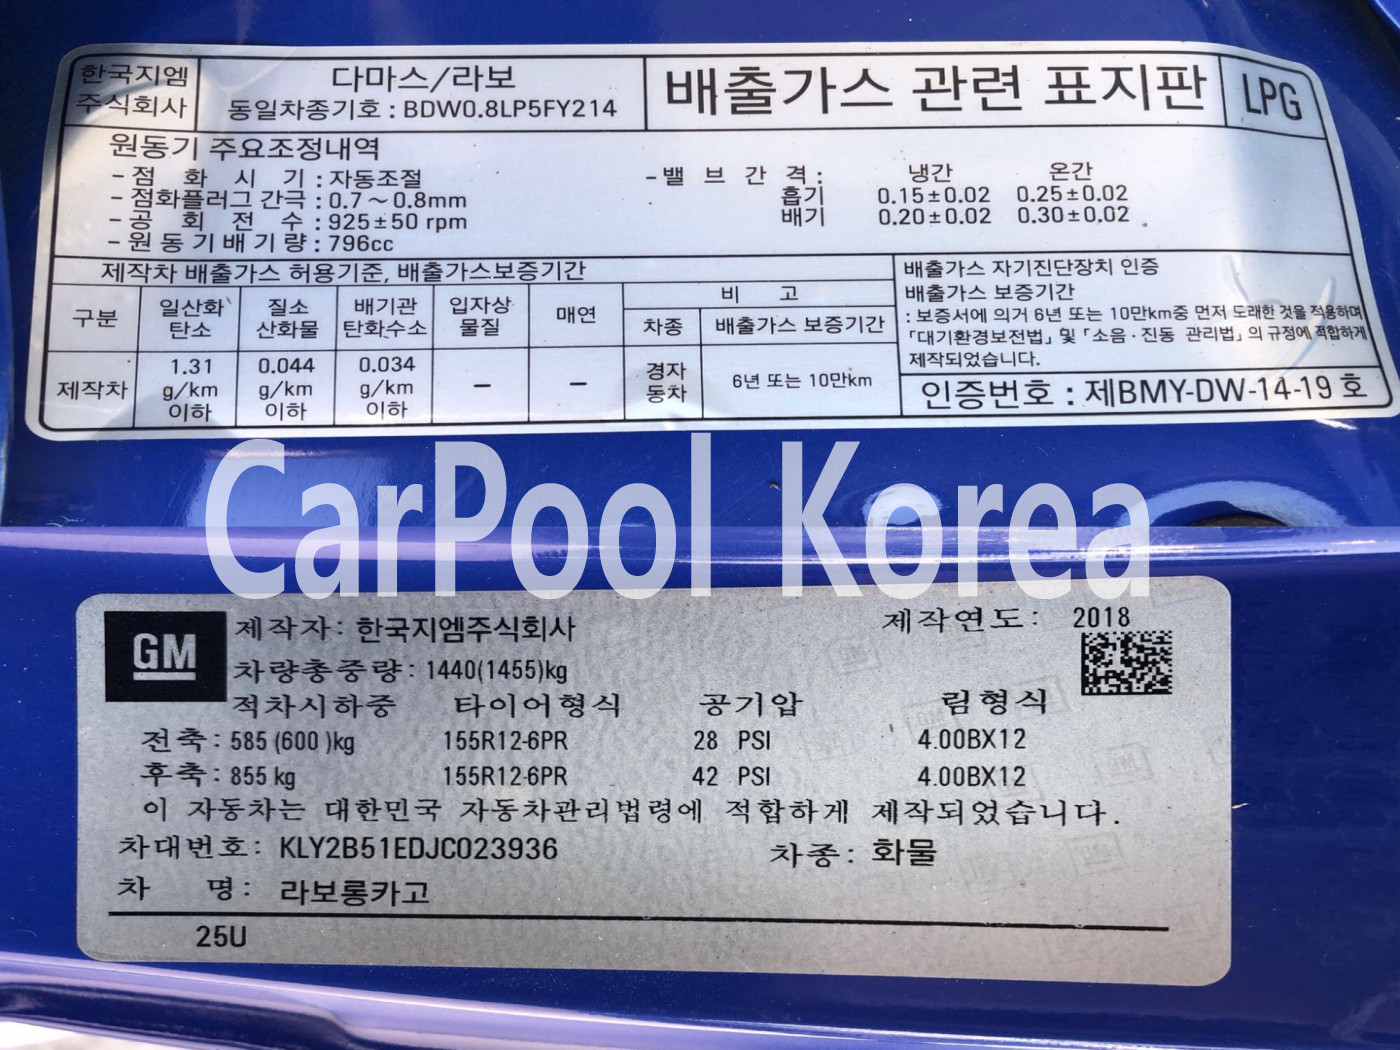 한국지엠
주식회사
다마스/라보
동일차종기호 : BDW0.8LP5FY214
배출가스 관련 표지판
LPG
원동기 주요조정내역
- 점 화 시 기 : 자동조절
- 점화플러그 간극 : 0.7 ~ 0.8mm
- 공 회 전 수 : 925±50 rpm
- 원 동 기 배 기 량 : 796cc
- 밸 브 간 격 : 냉간 온간
흡기 0.15±0.02 0.25±0.02
배기 0.20±0.02 0.30±0.02
제작차 배출가스 허용기준, 배출가스보증기간
구분 일산화탄소 질소산화물 배기관탄화수소 입자상물질 매연 비 고
차종 배출가스 보증기간
제작차 1.31 g/km 이하 0.044 g/km 이하 0.034 g/km 이하 – – 경자동차 6년 또는 10만km
배출가스 자기진단장치 인증
배출가스 보증기간
: 보증서에 의거 6년 또는 10만km중 먼저 도래한 것을 적용하며
「대기환경보전법」 및 「소음·진동 관리법」의 규정에 적합하게
제작되었습니다.
인증번호 : 제BMY-DW-14-19 호
CarPool Korea
GM
제작자: 한국지엠주식회사
제작연도: 2018
차량총중량: 1440(1455)kg
적차시하중 타이어형식 공기압 림형식
전축: 585 (600 )kg 155R12-6PR 28 PSI 4.00BX12
후축: 855 kg 155R12-6PR 42 PSI 4.00BX12
이 자동차는 대한민국 자동차관리법령에 적합하게 제작되었습니다.
차대번호: KLY2B51EDJC023936 차종: 화물
차 명: 라보롱카고
25U